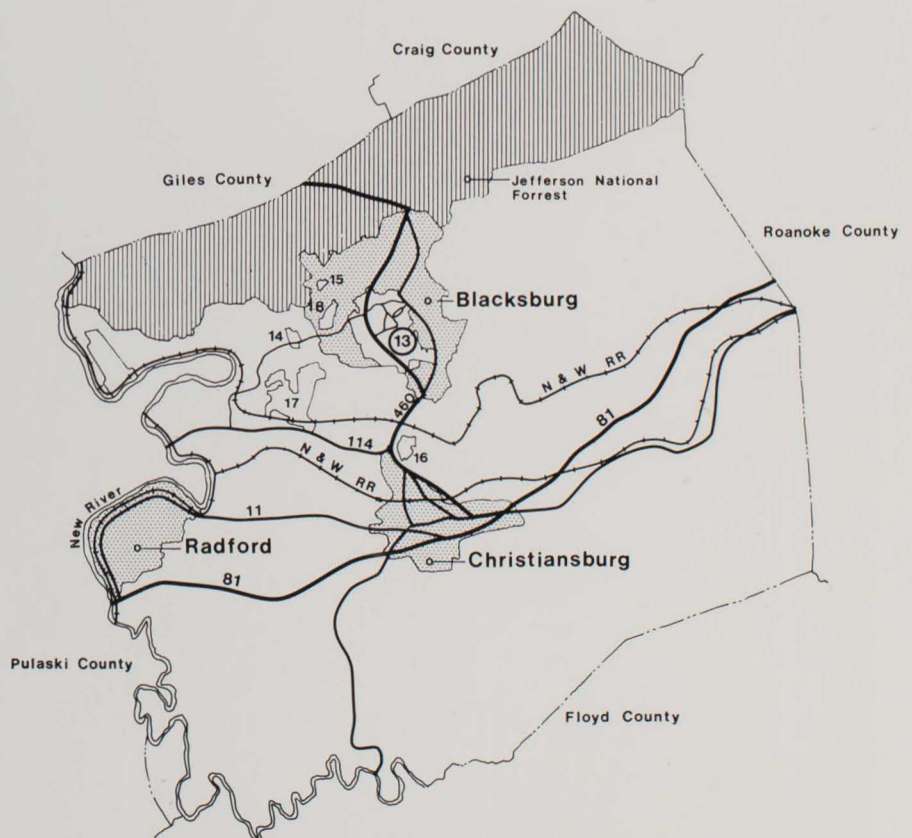 Craig County
Giles County
Jefferson National
Forrest
Roanoke County
15
18
Blacksburg
14
13
N & W RR
460
81
17
114
16
N & W RR
New River
11
Radford
Christiansburg
81
Pulaski County
Floyd County